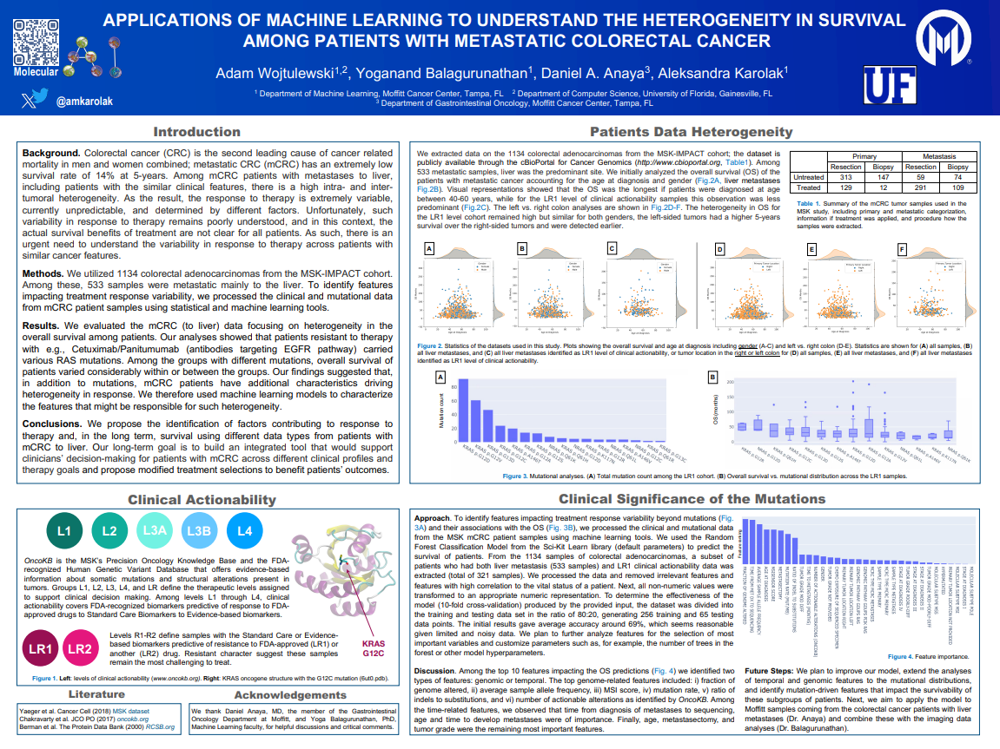 APPLICATIONS OF MACHINE LEARNING TO UNDERSTAND THE HETEROGENEITY IN SURVIVAL
AMONG PATIENTS WITH METASTATIC COLORECTAL CANCER
Adam Wojtulewski1,2, Yoganand Balagurunathan1, Daniel A. Anaya3, Aleksandra Karolak1
1 Department of Machine Learning, Moffitt Cancer Center, Tampa, FL 2 Department of Computer Science, University of Florida, Gainesville, FL
3 Department of Gastrointestinal Oncology, Moffitt Cancer Center, Tampa, FL
Molecular
@amkarolak
UF
Introduction
Background. Colorectal cancer (CRC) is the second leading cause of cancer related
mortality in men and women combined; metastatic CRC (mCRC) has an extremely low
survival rate of 14% at 5-years. Among mCRC patients with metastases to liver,
including patients with the similar clinical features, there is a high intra- and inter-
tumoral heterogeneity. As the result, the response to therapy is extremely variable,
currently unpredictable, and determined by different factors. Unfortunately, such
variability in response to therapy remains poorly understood, and in this context, the
actual survival benefits of treatment are not clear for all patients. As such, there is an
urgent need to understand the variability in response to therapy across patients with
similar cancer features.
Methods. We utilized 1134 colorectal adenocarcinomas from the MSK-IMPACT cohort.
Among these, 533 samples were metastatic mainly to the liver. To identify features
impacting treatment response variability, we processed the clinical and mutational data
from mCRC patient samples using statistical and machine learning tools.
Results. We evaluated the mCRC (to liver) data focusing on heterogeneity in the
overall survival among patients. Our analyses showed that patients resistant to therapy
with e.g., Cetuximab/Panitumumab (antibodies targeting EGFR pathway) carried
various RAS mutations. Among the groups with different mutations, overall survival of
patients varied considerably within or between the groups. Our findings suggested that,
in addition to mutations, mCRC patients have additional characteristics driving
heterogeneity in response. We therefore used machine learning models to characterize
the features that might be responsible for such heterogeneity.
Conclusions. We propose the identification of factors contributing to response to
therapy and, in the long term, survival using different data types from patients with
mCRC to liver. Our long-term goal is to build an integrated tool that would support
clinicians' decision-making for patients with mCRC across different clinical profiles and
therapy goals and propose modified treatment selections to benefit patients' outcomes.
Patients Data Heterogeneity
We extracted data on the 1134 colorectal adenocarcinomas from the MSK-IMPACT cohort; the dataset is
publicly available through the cBioPortal for Cancer Genomics (http://www.cbioportal.org, Table1). Among
533 metastatic samples, liver was the predominant site. We initially analyzed the overall survival (OS) of the
patients with metastatic cancer accounting for the age at diagnosis and gender (Fig.2A, liver metastases
Fig.2B). Visual representations showed that the OS was the longest if patients were diagnosed at age
between 40-60 years, while for the LR1 level of clinical actionability samples this observation was less
predominant (Fig.2C). The left vs. right colon analyses are shown in Fig.2D-F. The heterogeneity in OS for
the LR1 level cohort remained high but similar for both genders, the left-sided tumors had a higher 5-years
survival over the right-sided tumors and were detected earlier.
Primary Metastasis
Resection Biopsy Resection Biopsy
Untreated 313 147 59 74
Treated 129 12 291 109
Table 1. Summary of the mCRC tumor samples used in the
MSK study, including primary and metastatic categorization,
information if treatment was applied, and procedure how the
samples were extracted.
A B C D E F
Figure 2. Statistics of the datasets used in this study. Plots showing the overall survival and age at diagnosis including gender (A-C) and left vs. right colon (D-E). Statistics are shown for (A) all samples, (B)
all liver metastases, and (C) all liver metastases identified as LR1 level of clinical actionability, or tumor location in the right or left colon for (D) all samples, (E) all liver metastases, and (F) all liver metastases
identified as LR1 level of clinical actionability.
A
Mutation count
80
60
40
20
0
B
OS (months)
200
150
100
50
0
Figure 3. Mutational analyses. (A) Total mutation count among the LR1 cohort. (B) Overall survival vs. mutational distribution across the LR1 samples.
Clinical Actionability
L1 L2 L3A L3B L4
OncoKB is the MSK's Precision Oncology Knowledge Base and the FDA-
recognized Human Genetic Variant Database that offers evidence-based
information about somatic mutations and structural alterations present in
tumors. Groups L1, L2, L3, L4, and LR define levels of clinical actionability
to support clinical decision making. Among levels L1 through L4, clinical
actionability covers FDA-recognized biomarkers predictive of response to FDA-
approved drugs to Standard Care Biomarkers to Evidence-based Biomarkers.
LR1 LR2
Levels R1-R2 define samples with the Standard Care or Evidence-
based biomarkers predictive of resistance to FDA-approved (LR1) or
another (LR2) drug. Resistant character suggest these samples
remain the most challenging to treat.
KRAS
G12C
Figure 1. Left: levels of clinical actionability (www.oncokb.org). Right: KRAS oncogene structure with the G12C mutation (6ut0.pdb).
Literature
Yaeger et al. Cancer Cell (2018) MSK dataset
Chakravarty et al. JCO PO (2017) oncokb.org
Berman et al. The Protein Data Bank (2000) RCSB.org
Acknowledgements
We thank Daniel Anaya, MD, the member of the Gastrointestinal
Oncology Department at Moffitt, and Yoga Balagurunathan, PhD,
Machine Learning faculty, for helpful discussions and critical comments.
Clinical Significance of the Mutations
Approach. To identify features impacting treatment response variability beyond mutations (Fig.
3A) and their associations with the OS (Fig. 3B), we processed the clinical and mutational data
from the MSK mCRC patient samples using machine learning tools. We used the Random
Forest Classification Model from the Sci-Kit Learn library (default parameters) to predict the
survival of patients. From the 1134 samples of colorectal adenocarcinomas, a subset of
patients who had both liver metastasis (533 samples) and LR1 clinical actionability data was
extracted (total of 321 samples). We processed the samples to filter out irrelevant features or
features with high correlation to the vital status of a patient. Next, all non-numeric values were
transformed to an appropriate numeric representation. To determine the effectiveness of the
model (10-fold cross-validation) produced by the provided input, the dataset was divided into
the training and testing data sets with a ratio of 80:20, generating 256 training and 65 testing
data points. The initial results produced a model accuracy around 69%, which seems reasonable
given limited and noisy data. We plan to further analyze features for the selection of most
important variables and customize parameters such as, for example, the number of trees in the
forest or other model hyperparameters.
Figure 4. Feature importance.
Discussion. Among the top 10 features impacting the OS predictions (Fig. 4) we identified two
types of features: genomic or temporal. The top genome-related features included: i) fraction of
genome altered, ii) average sample allele frequency, iii) MSI score, iv) mutation rate, v) ratio of
indels to substitutions, and vi) number of actionable alterations as identified by OncoKB. Among
the time-related features, we observed that time from diagnosis of metastases to sequencing,
age and time to develop metastases were of importance. Finally, age, metastasectomy, and
tumor grade were the remaining most important features.
Future Steps: We plan to improve our model, extend the analyses
of temporal and genomic features to the mutational distributions,
and identify mutation-driven features that impact the survivability of
these subgroups of patients. Next, we aim to apply the model to
Moffitt samples coming from the colorectal cancer patients with liver
metastases (Dr. Anaya) and combine these with the imaging data
analyses (Dr. Balagurunathan).